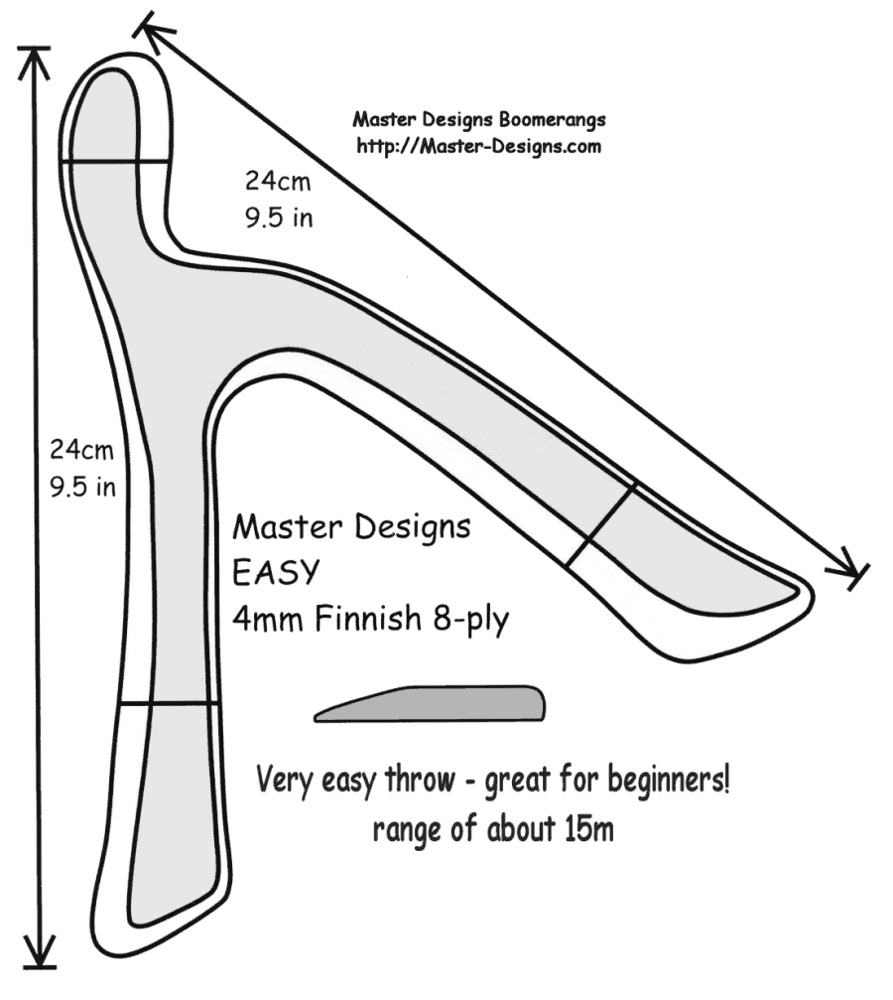 Master Designs Boomerangs
http://Master-Designs.com
24cm
9.5 in
24cm
9.5 in
Master Designs
EASY
4mm Finnish 8-ply
Very easy throw - great for beginners!
range of about 15m